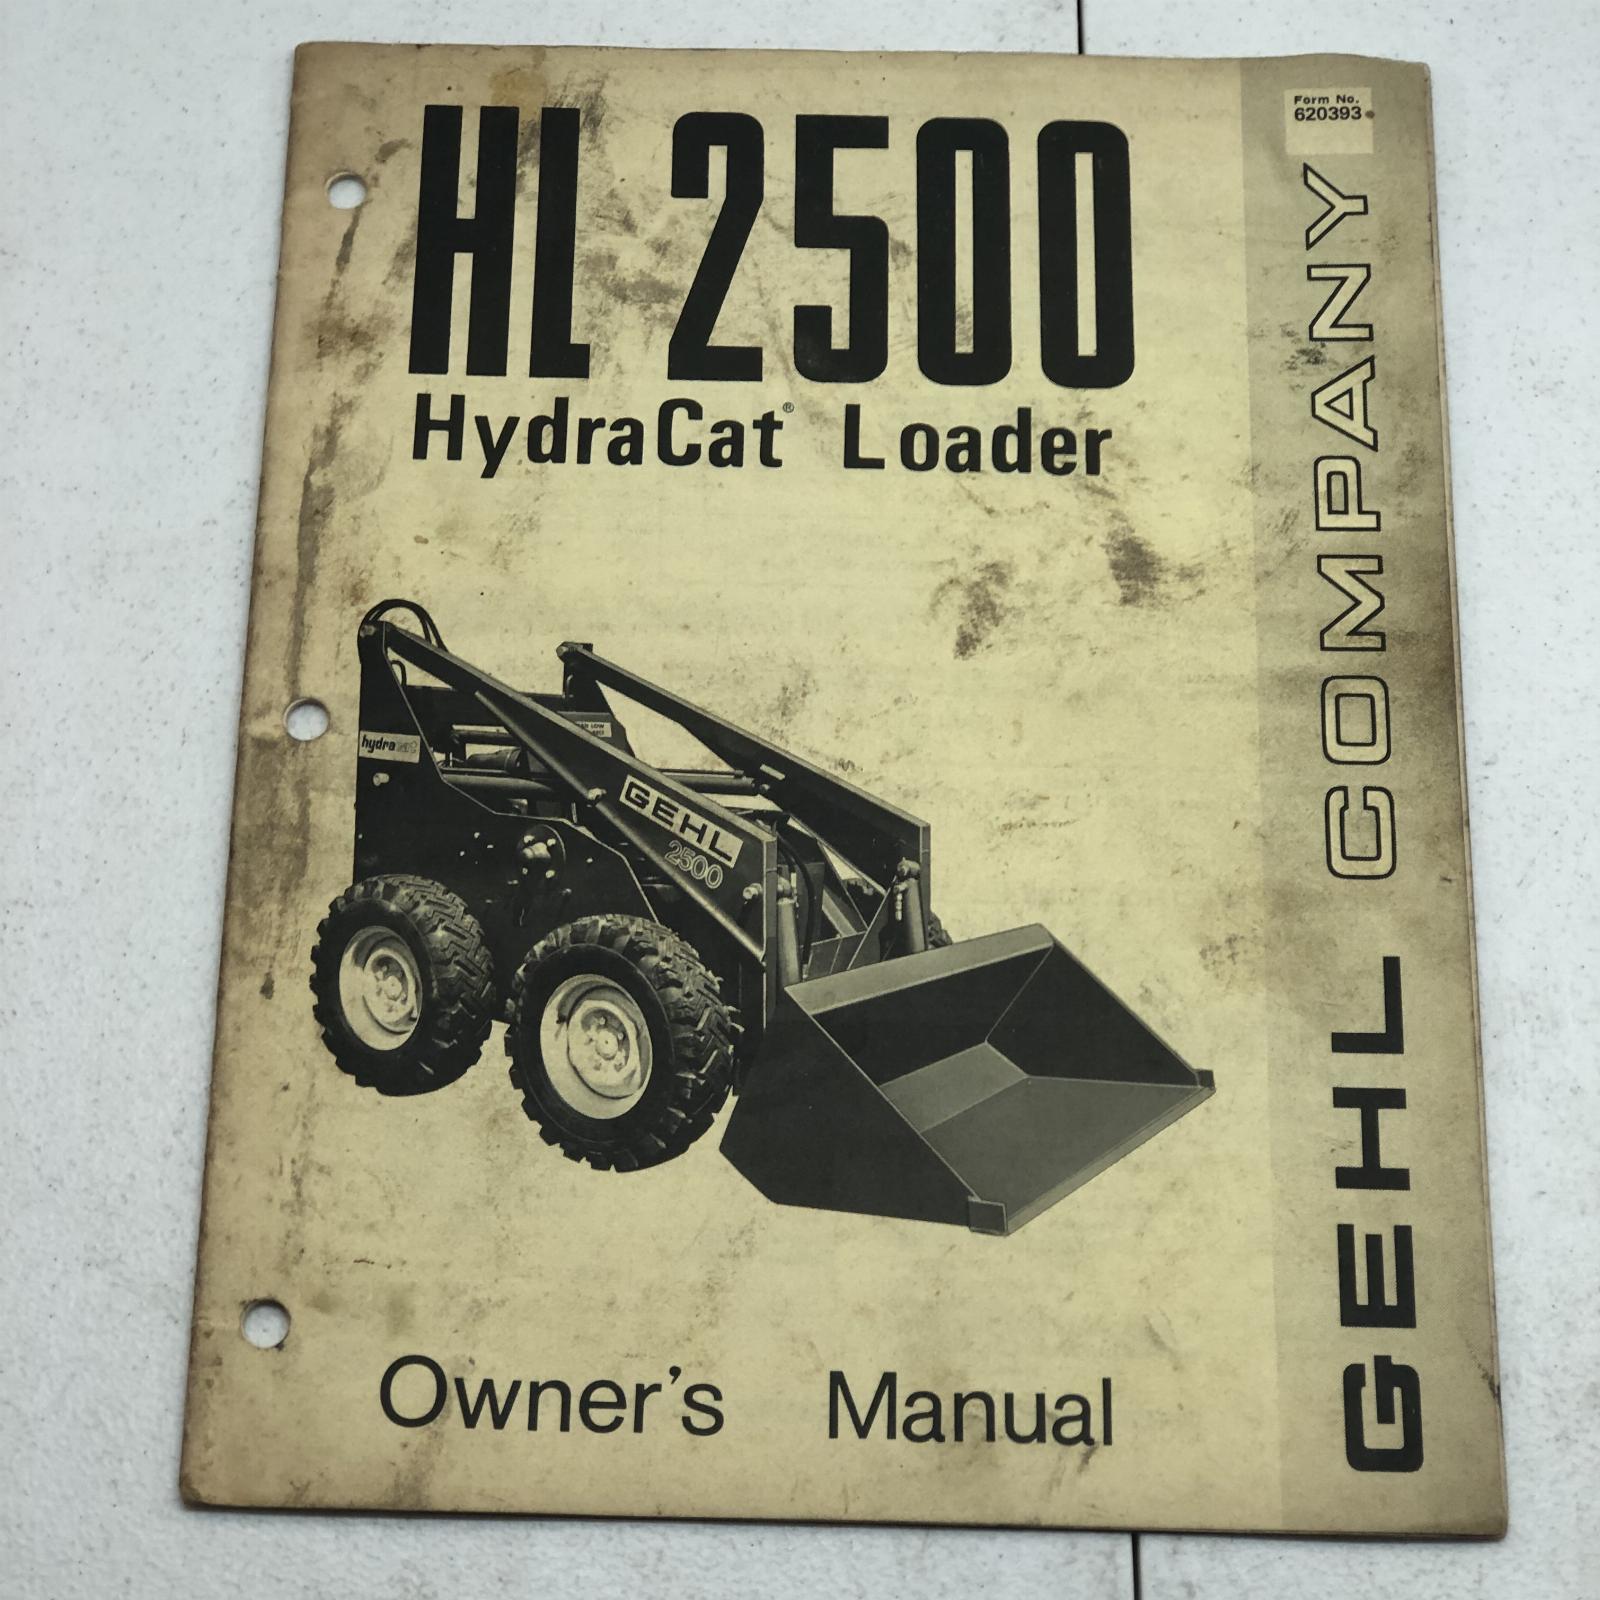 Form No.
620393
HL 2500
HydraCat® Loader
hydracat
GEHL
2500
Owner's Manual
GEHL COMPANY